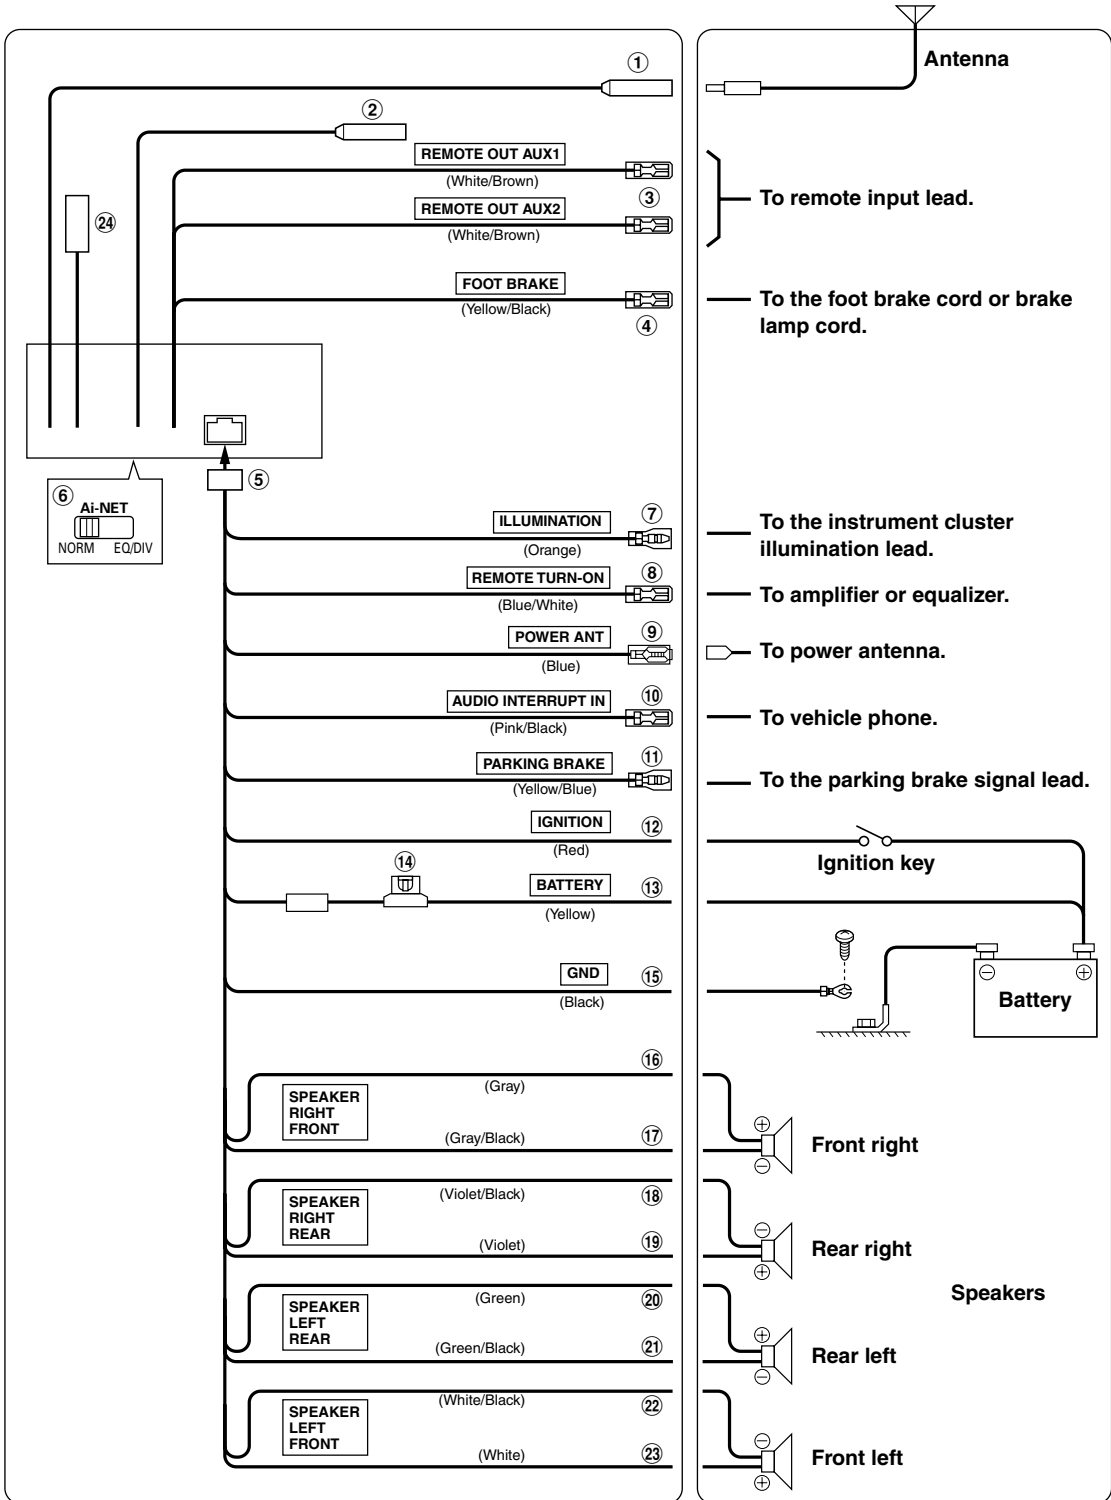 Antenna
①
②
REMOTE OUT AUX1
(White/Brown)
③
REMOTE OUT AUX2
(White/Brown)
To remote input lead.
㉔
FOOT BRAKE
(Yellow/Black)
④
To the foot brake cord or brake
lamp cord.
⑤
⑥
Ai-NET
NORM EQ/DIV
ILLUMINATION
(Orange)
⑦
To the instrument cluster
illumination lead.
REMOTE TURN-ON
(Blue/White)
⑧
To amplifier or equalizer.
POWER ANT
(Blue)
⑨
To power antenna.
AUDIO INTERRUPT IN
(Pink/Black)
⑩
To vehicle phone.
PARKING BRAKE
(Yellow/Blue)
⑪
To the parking brake signal lead.
IGNITION
(Red)
⑫
Ignition key
⑭
BATTERY
(Yellow)
⑬
GND
(Black)
⑮
⊖ ⊕
Battery
SPEAKER
RIGHT
FRONT
(Gray)
⑯
(Gray/Black)
⑰
⊕
⊖
Front right
SPEAKER
RIGHT
REAR
(Violet/Black)
⑱
(Violet)
⑲
⊖
⊕
Rear right
Speakers
SPEAKER
LEFT
REAR
(Green)
⑳
(Green/Black)
㉑
⊕
⊖
Rear left
SPEAKER
LEFT
FRONT
(White/Black)
㉒
(White)
㉓
⊖
⊕
Front left